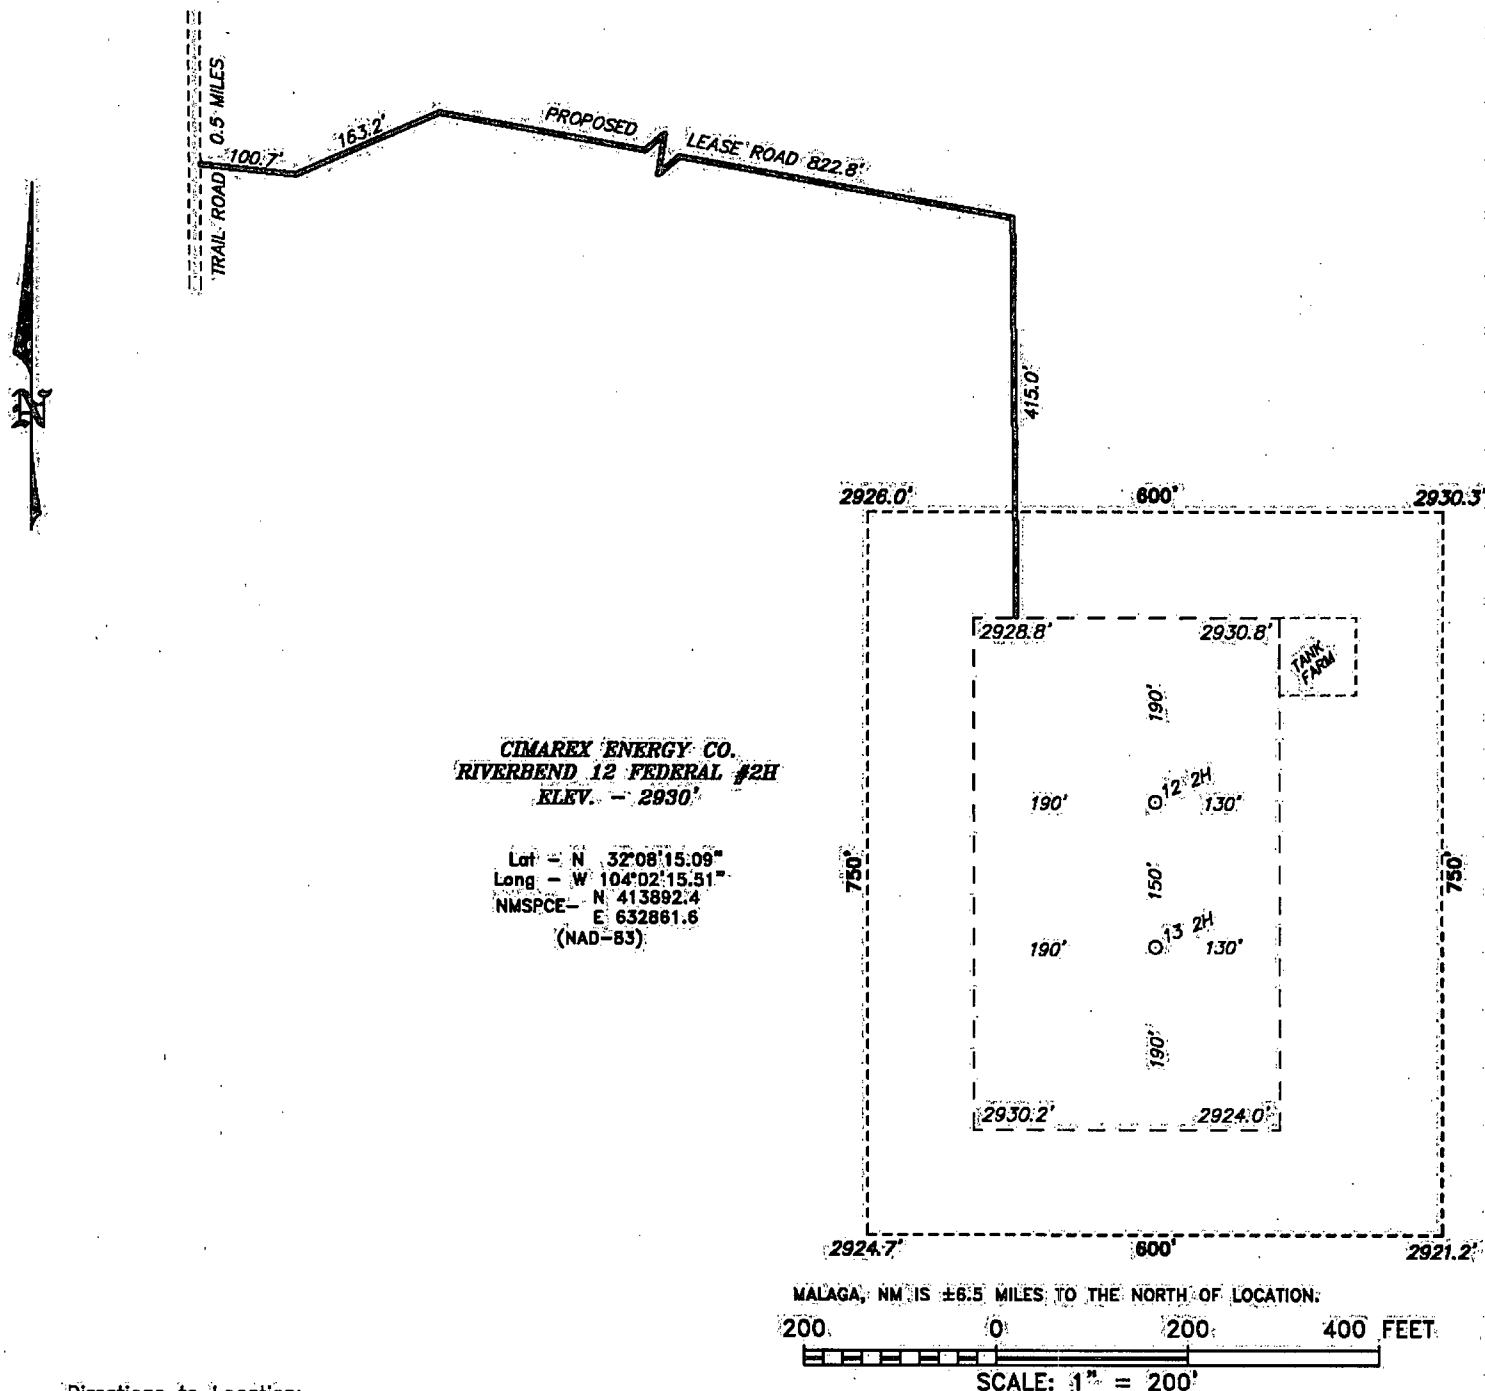 TRAIL ROAD 0.5 MILES
100.7'
163.2'
PROPOSED LEASE ROAD 822.8'
415.0'
N
2926.0' 600' 2930.3'
2928.8' 2930.8'
TANK
FARM
190'
CIMAREX ENERGY CO.
RIVERBEND 12 FEDERAL #2H
ELEV. - 2930'
12 2H
190' 130'
Lat - N 32°08'15.09"
Long - W 104°02'15.51"
NMSPCE- N 413892.4
E 632861.6
(NAD-83)
750' 150' 750'
13 2H
190' 130'
190'
2930.2' 2924.0'
2924.7' 600' 2921.2'
MALAGA, NM IS ±6.5 MILES TO THE NORTH OF LOCATION.
200 0 200 400 FEET
SCALE: 1" = 200'
Directions to Location: